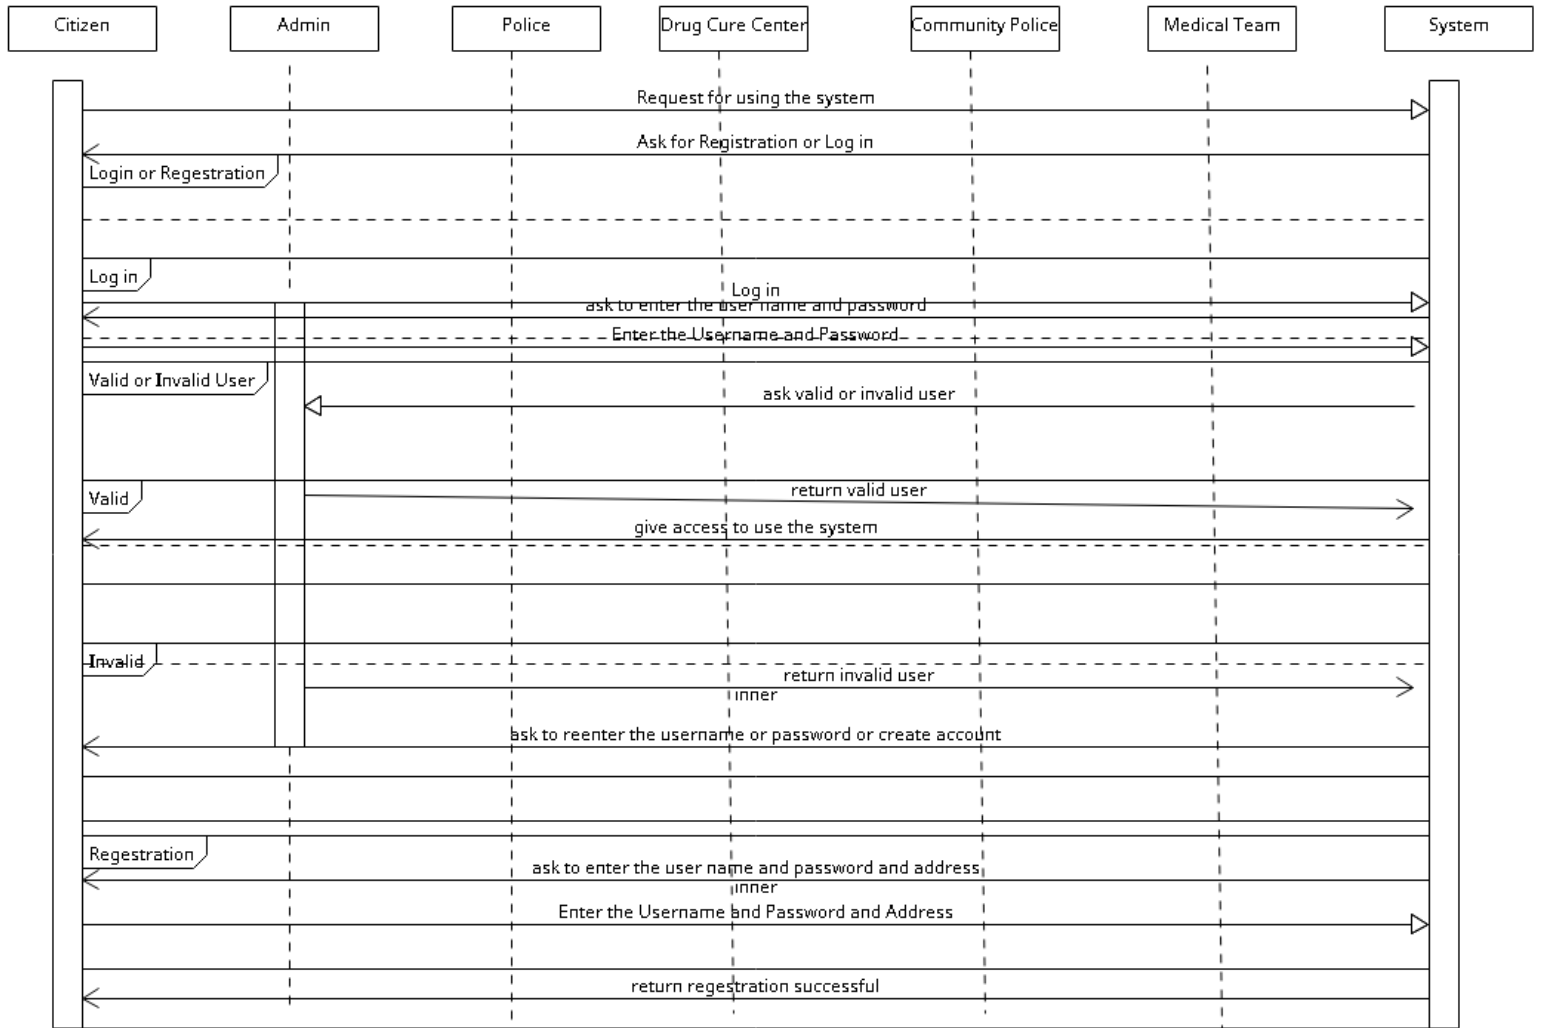 Citizen
Admin
Police
Drug Cure Center
Community Police
Medical Team
System
Request for using the system
Ask for Registration or Log in
Login or Regestration
Log in
Log in
ask to enter the user name and password
Enter the Username and Password
Valid or Invalid User
ask valid or invalid user
Valid
return valid user
give access to use the system
Invalid
return invalid user
inner
ask to reenter the username or password or create account
Regestration
ask to enter the user name and password and address
inner
Enter the Username and Password and Address
return regestration successful